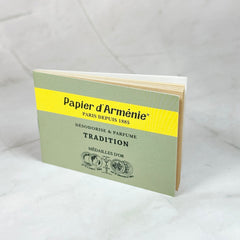 Papier d'Arménie®
PARIS DEPUIS 1885
DÉSODORISE & PARFUME
TRADITION
MÉDAILLES D'OR